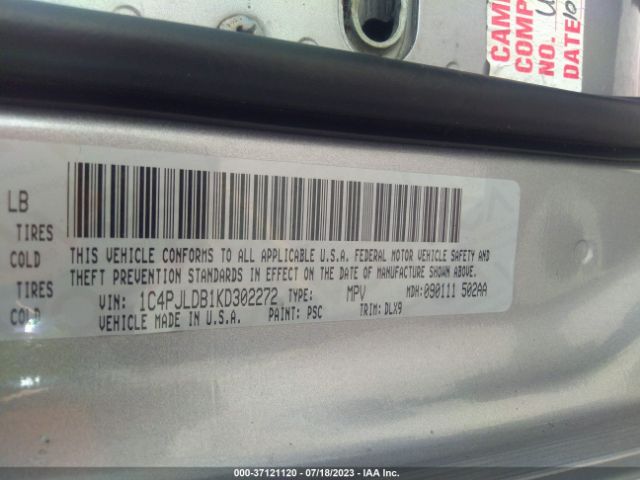 CAM
COMP
NO. U
DATE/0
LB
TIRES
COLD
TIRES
COLD
THIS VEHICLE CONFORMS TO ALL APPLICABLE U.S.A. FEDERAL MOTOR VEHICLE SAFETY AND
THEFT PREVENTION STANDARDS IN EFFECT ON THE DATE OF MANUFACTURE SHOWN ABOVE.
VIN: 1C4PJLDB1KD302272 TYPE: MPV MDH:090111 502AA
VEHICLE MADE IN U.S.A. PAINT: PSC TRIM: DLX9
000-37121120 / 07/18/2023 - IAA Inc.